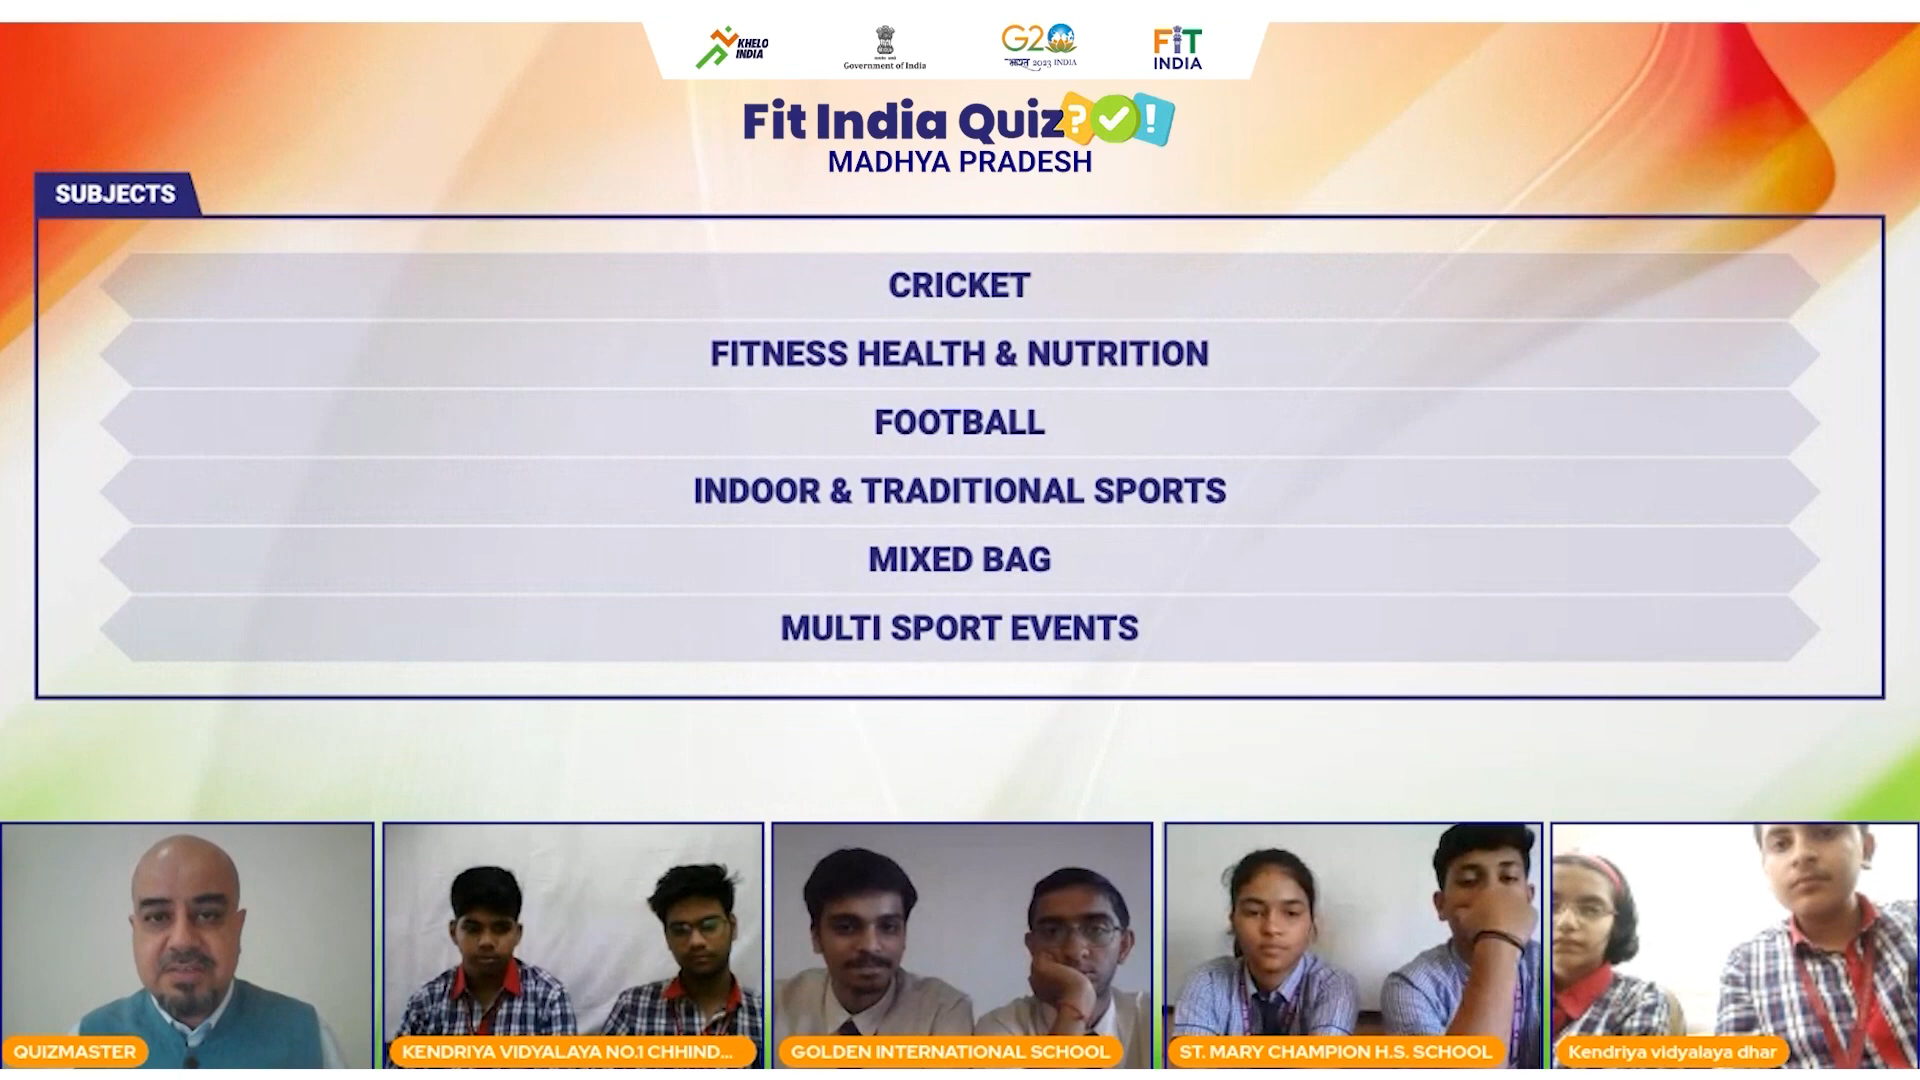 KHELO
INDIA
Government of India
G20
भारत 2023 INDIA
FIT
INDIA
Fit India Quiz?!
MADHYA PRADESH
SUBJECTS
CRICKET
FITNESS HEALTH & NUTRITION
FOOTBALL
INDOOR & TRADITIONAL SPORTS
MIXED BAG
MULTI SPORT EVENTS
QUIZMASTER
KENDRIYA VIDYALAYA NO.1 CHHIND...
GOLDEN INTERNATIONAL SCHOOL
ST. MARY CHAMPION H.S. SCHOOL
Kendriya vidyalaya dhar